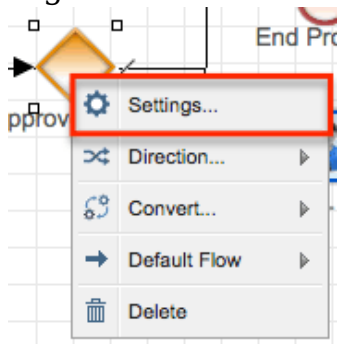 End Pro
pprov
Settings...
Direction...
Convert...
Default Flow
Delete